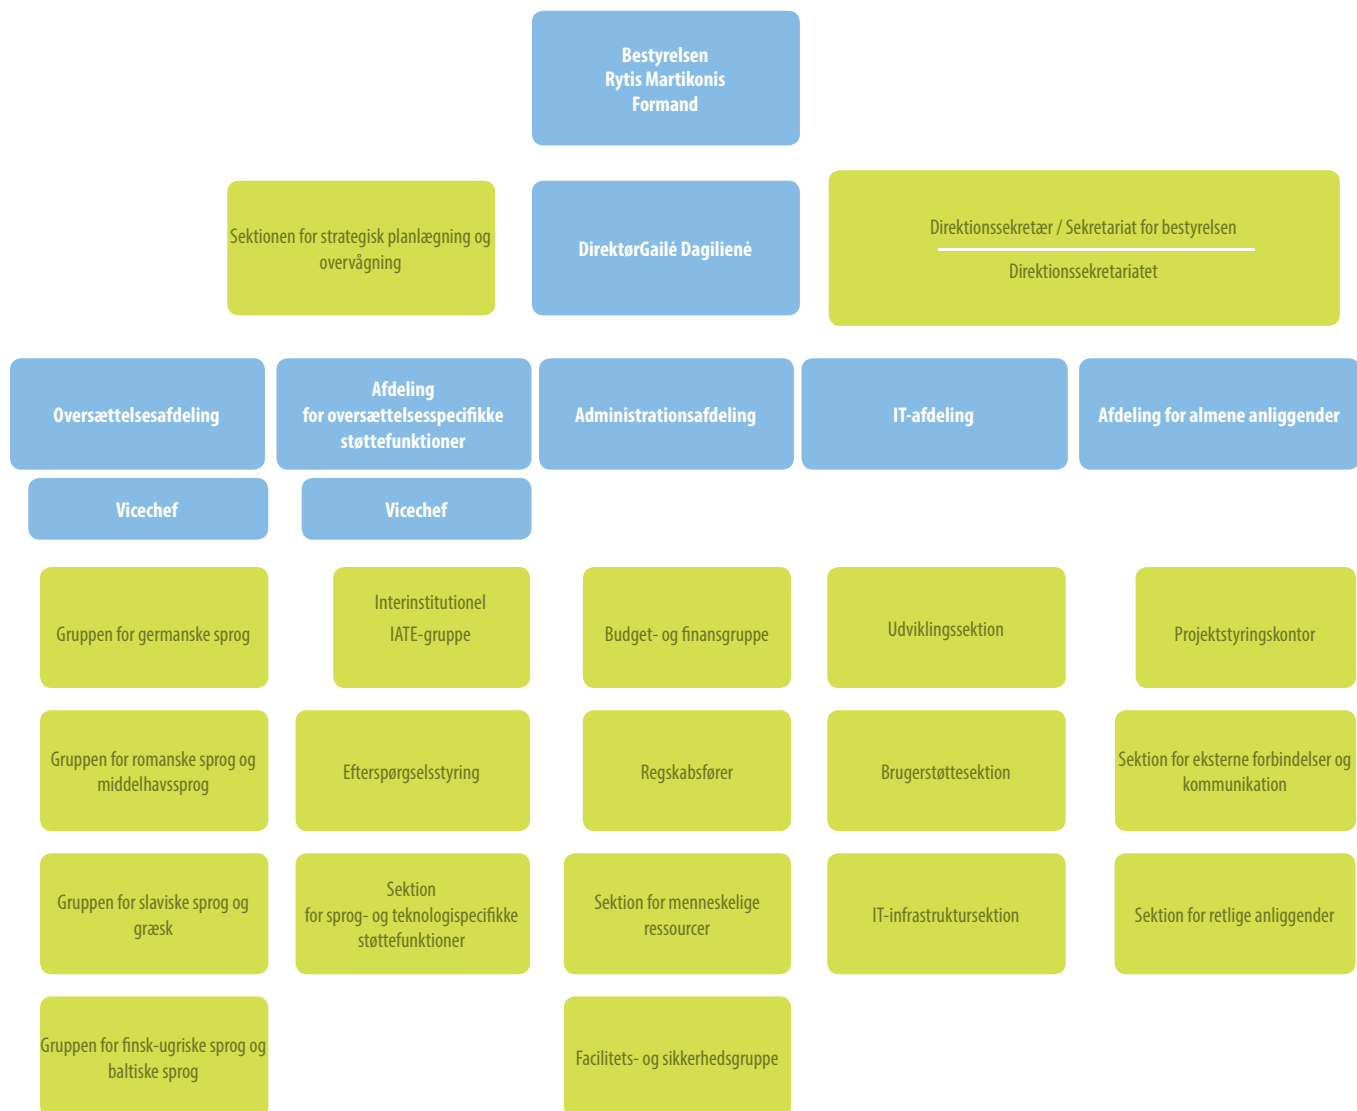 Bestyrelsen
Rytis Martikonis
Formand
Sektionen for strategisk planlægning og
overvågning
DirektørGailė Dagilienė
Direktionssekretær / Sekretariat for bestyrelsen
Direktionssekretariatet
Oversættelsesafdeling
Afdeling
for oversættelsesspecifikke
støttefunktioner
Administrationsafdeling
IT-afdeling
Afdeling for almene anliggender
Vicechef
Vicechef
Gruppen for germanske sprog
Interinstitutionel
IATE-gruppe
Budget- og finansgruppe
Udviklingssektion
Projektstyringskontor
Gruppen for romanske sprog og
middelhavssprog
Efterspørgselsstyring
Regskabsfører
Brugerstøttesektion
Sektion for eksterne forbindelser og
kommunikation
Gruppen for slaviske sprog og
græsk
Sektion
for sprog- og teknologispecifikke
støttefunktioner
Sektion for menneskelige
ressourcer
IT-infrastruktursektion
Sektion for retlige anliggender
Gruppen for finsk-ugriske sprog og
baltiske sprog
Facilitets- og sikkerhedsgruppe